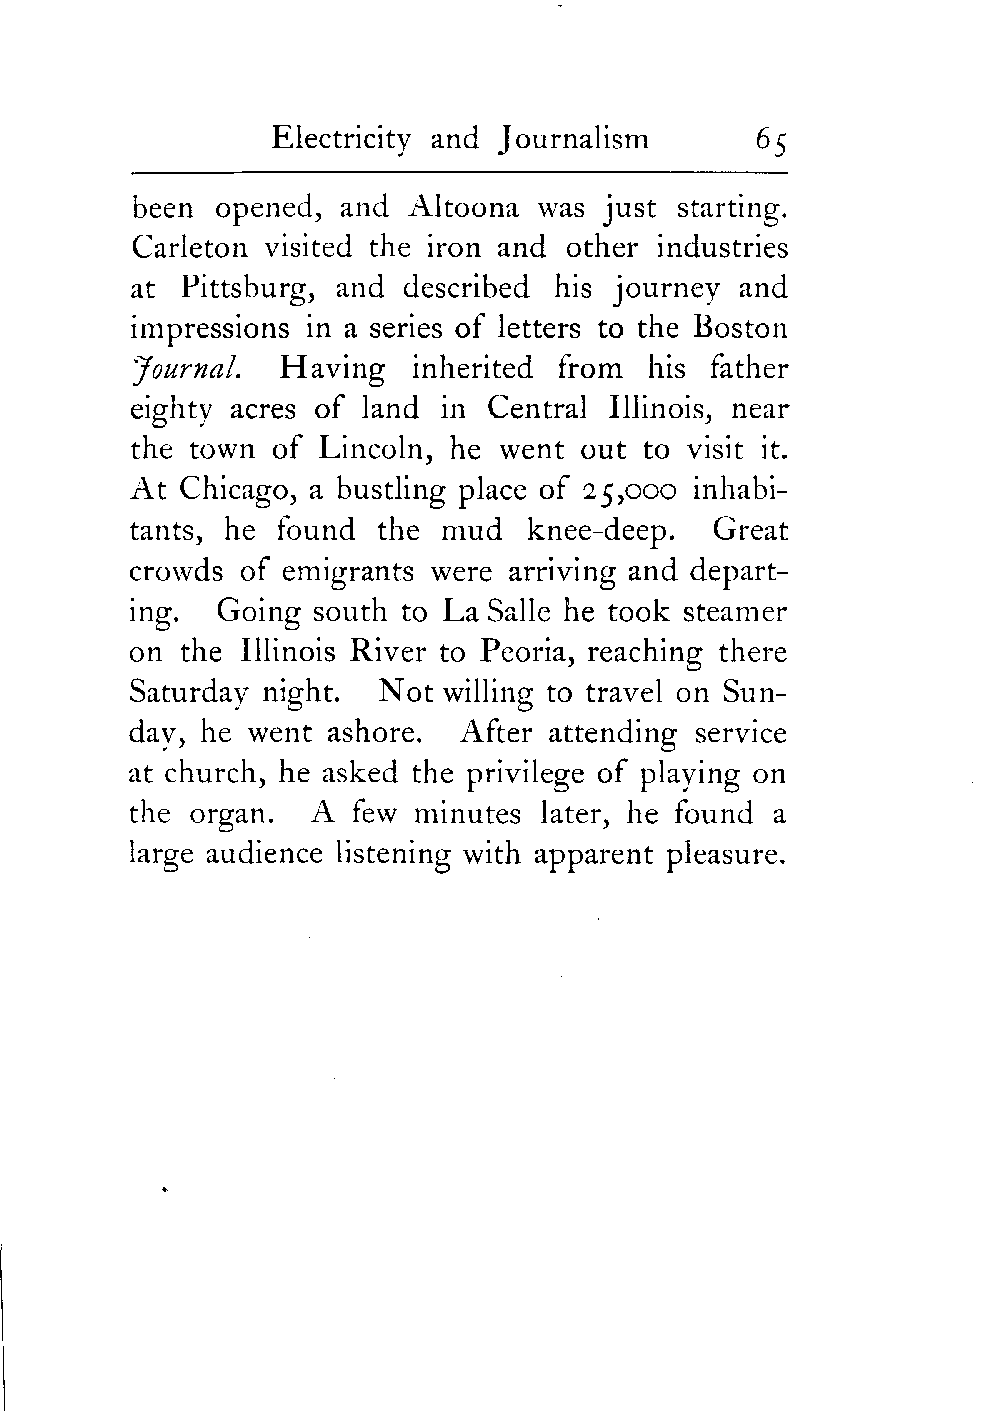 Electricity and Journalism 65
been opened, and Altoona was just starting.
Carleton visited the iron and other industries
at Pittsburg, and described his journey and
impressions in a series of letters to the Boston
Journal. Having inherited from his father
eighty acres of land in Central Illinois, near
the town of Lincoln, he went out to visit it.
At Chicago, a bustling place of 25,000 inhabi-
tants, he found the mud knee-deep. Great
crowds of emigrants were arriving and depart-
ing. Going south to La Salle he took steamer
on the Illinois River to Peoria, reaching there
Saturday night. Not willing to travel on Sun-
day, he went ashore. After attending service
at church, he asked the privilege of playing on
the organ. A few minutes later, he found a
large audience listening with apparent pleasure.